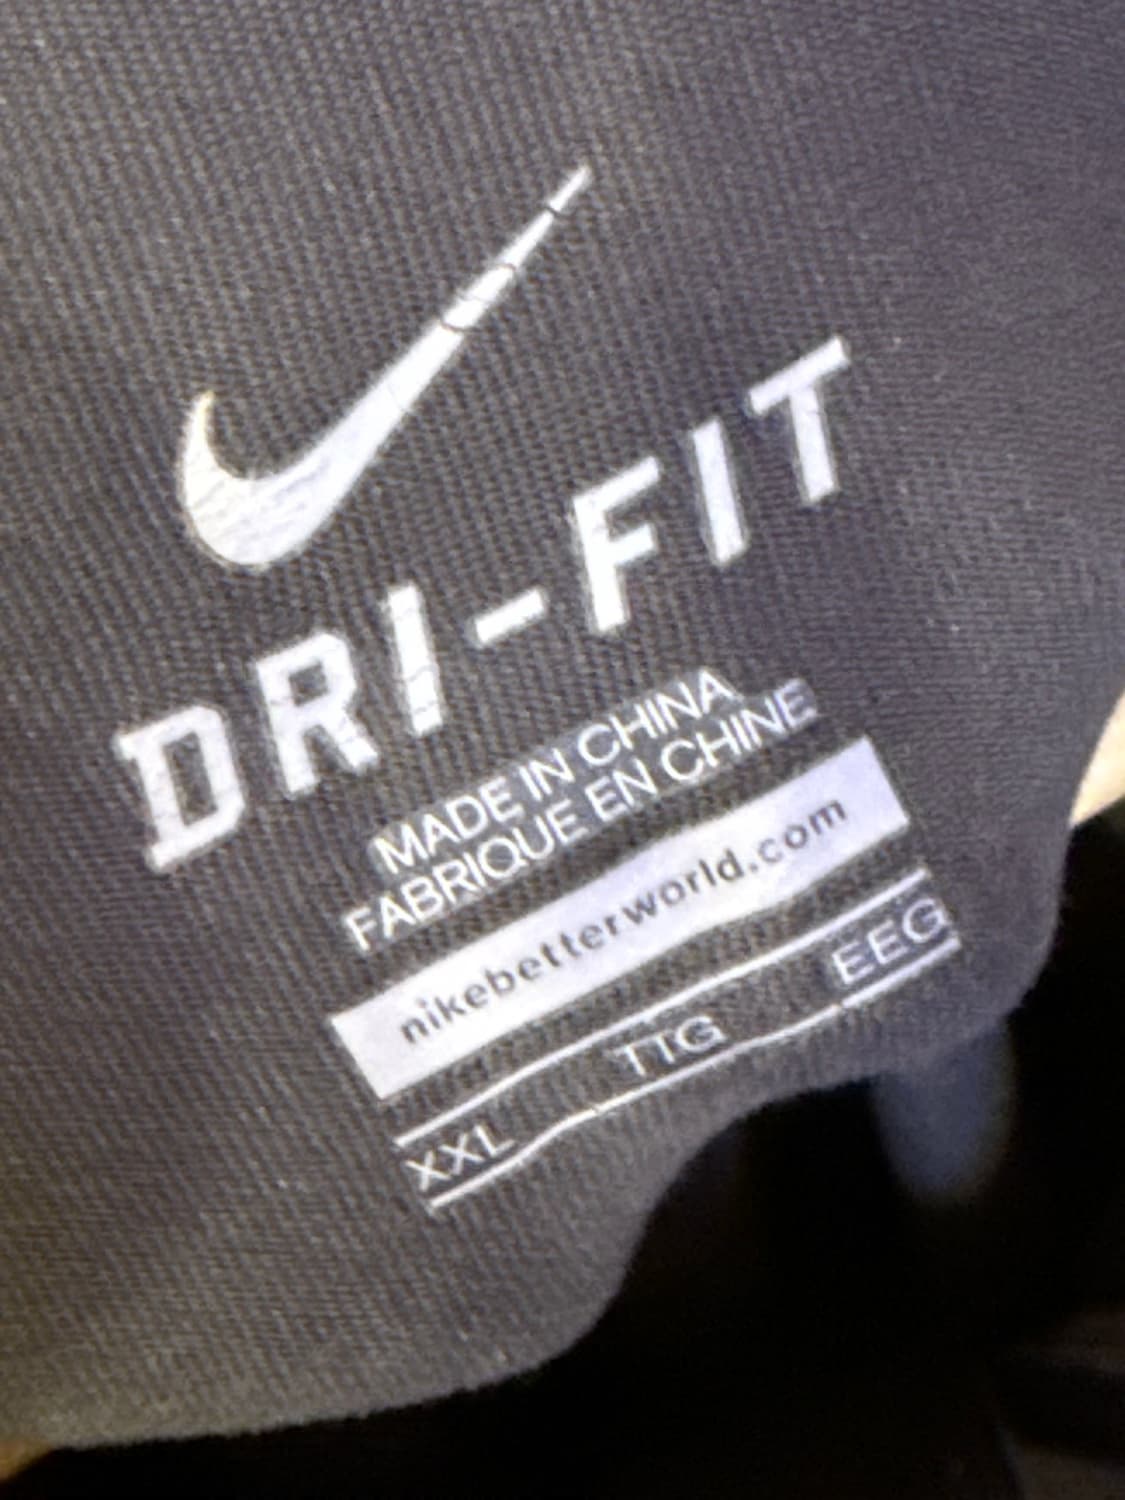 DRI-FIT
MADE IN CHINA
FABRIQUE EN CHINE
nikebetterworld.com
XXL TTG EEG